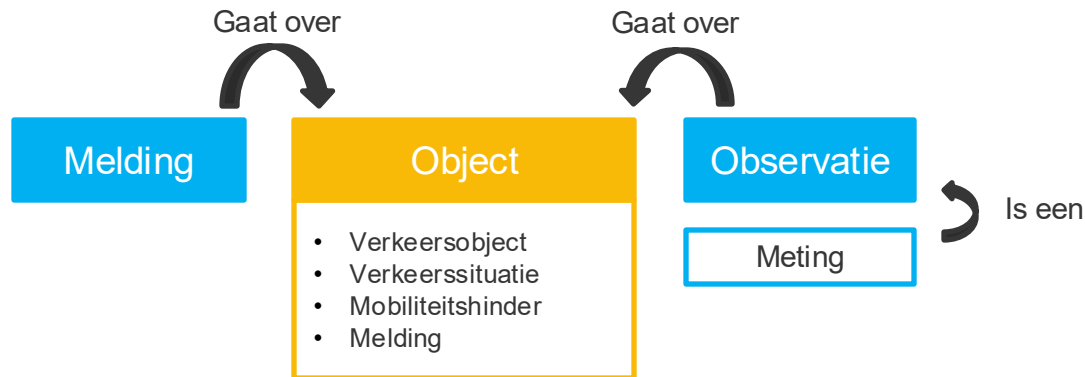 Gaat over
Gaat over
Melding
Object
Observatie
Is een
Meting
• Verkeersobject
• Verkeerssituatie
• Mobiliteitshinder
• Melding